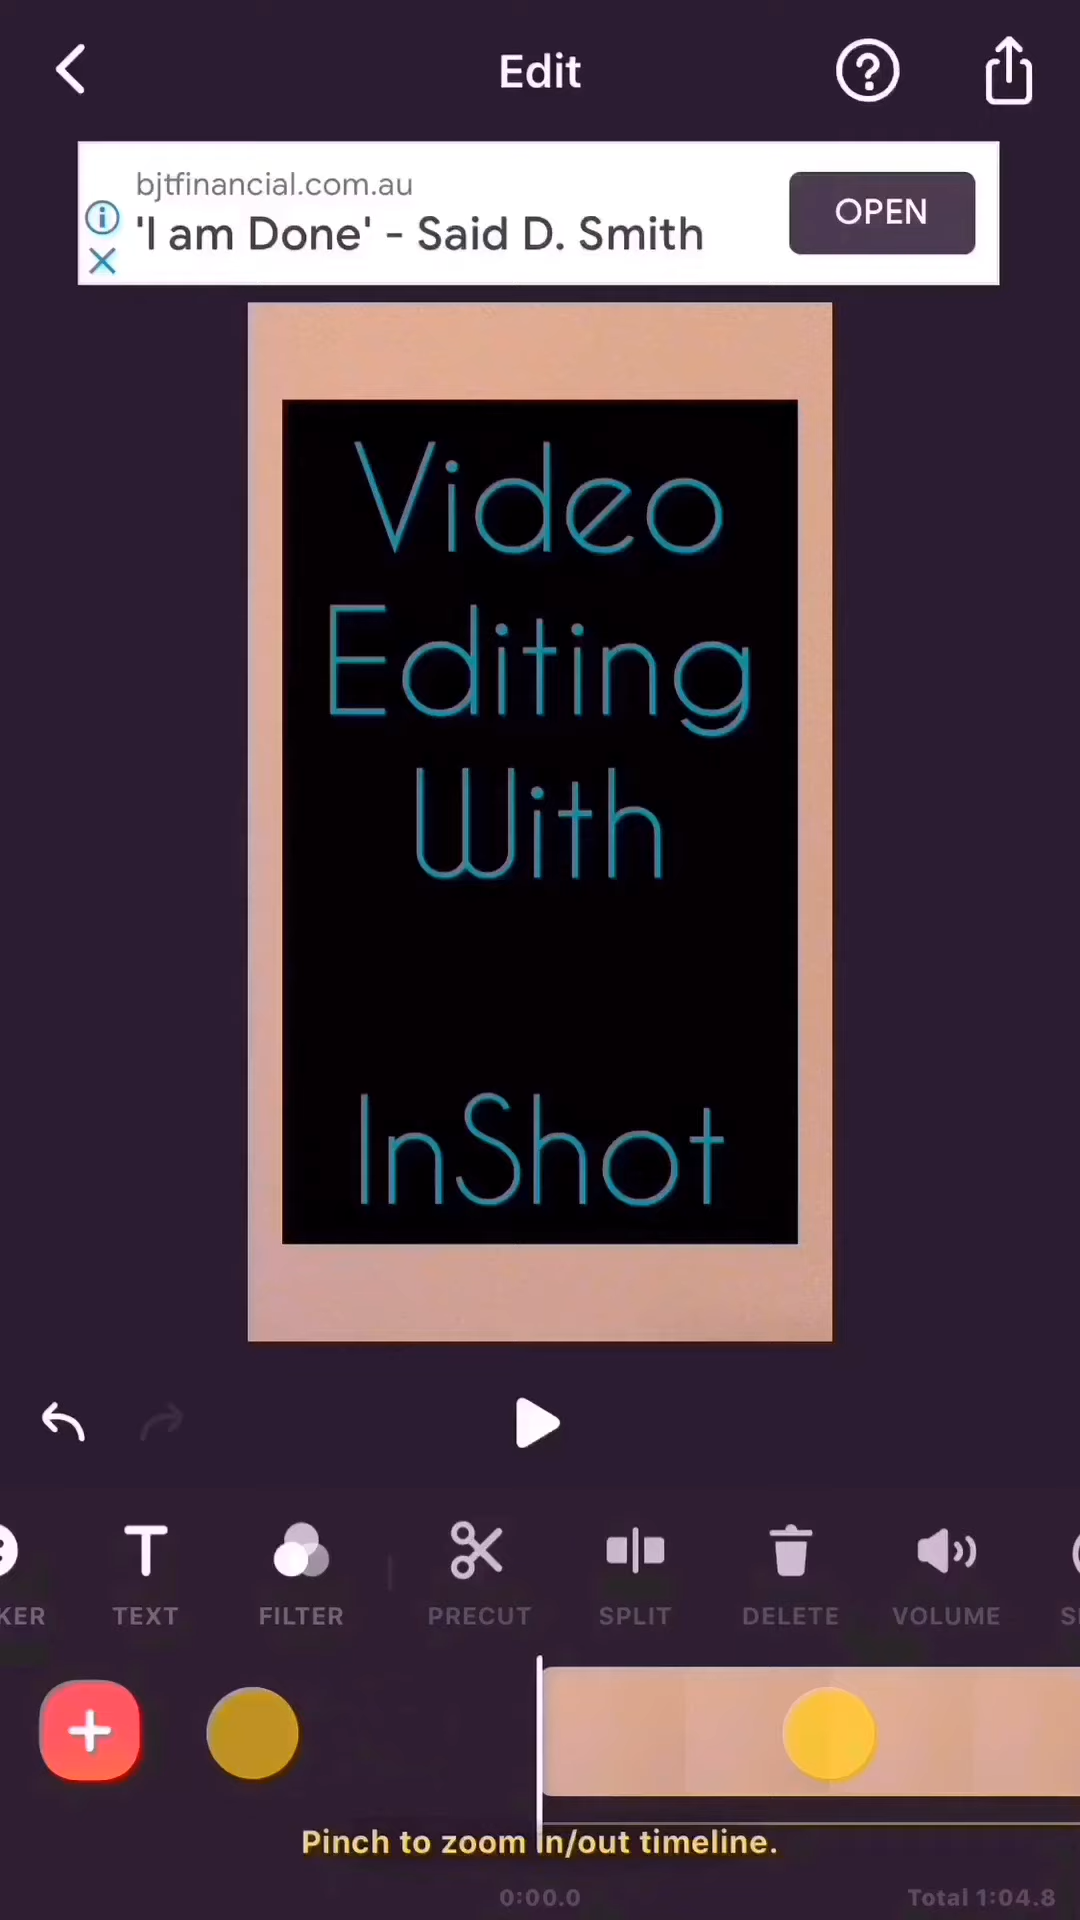 Edit
bjtfinancial.com.au
'I am Done' - Said D. Smith
OPEN
Video
Editing
With
InShot
KER
TEXT
FILTER
PRECUT
SPLIT
DELETE
VOLUME
Pinch to zoom in/out timeline.
0:00.0
Total 1:04.8